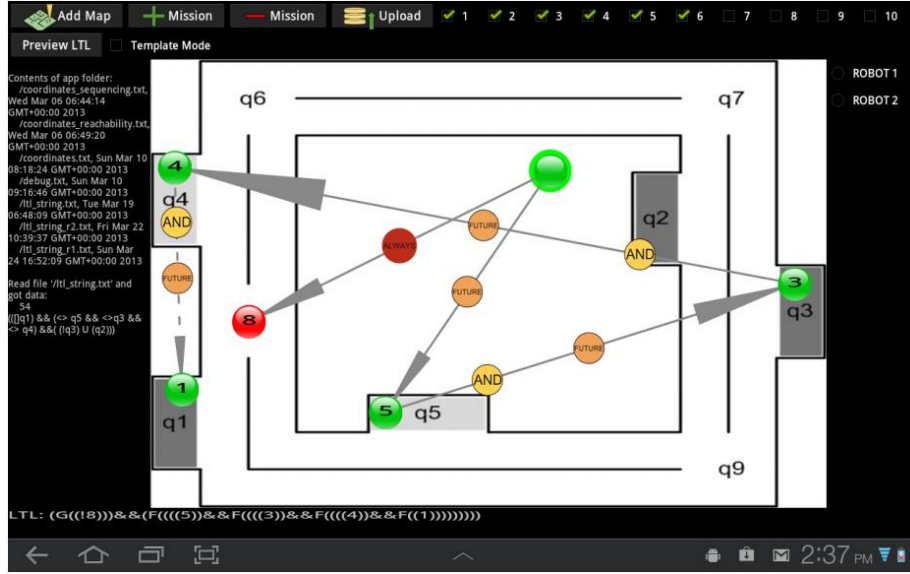 Add Map
Mission
Mission
Upload
1
2
3
4
5
6
7
8
9
10
Preview LTL
Template Mode
Contents of app folder:
/coordinates_sequencing.txt,
Wed Mar 06 06:44:14
GMT+00:00 2013
/coordinates_reachability.txt,
Wed Mar 06 06:49:20
GMT+00:00 2013
/coordinates.txt, Sun Mar 10
08:18:24 GMT+00:00 2013
/debug.txt, Sun Mar 10
09:16:46 GMT+00:00 2013
/ltl_string.txt, Tue Mar 19
06:48:09 GMT+00:00 2013
/ltl_string_r2.txt, Fri Mar 22
10:39:37 GMT+00:00 2013
/ltl_string_r1.txt, Sun Mar
24 16:52:09 GMT+00:00 2013
Read file '/ltl_string.txt' and
got data:
54
(([]q1) && (<> q5 && <>q3 &&
<> q4) &&( (!q3) U (q2)))
ROBOT 1
ROBOT 2
q6
q7
4
q4
AND
FUTURE
q2
ALWAYS
AND
FUTURE
FUTURE
3
q3
8
FUTURE
AND
1
q1
5
q5
q9
LTL: (G((!8)))&&(F((((5))&&F((((3))&&F((((4))&&F((1)))))))))
2:37 PM